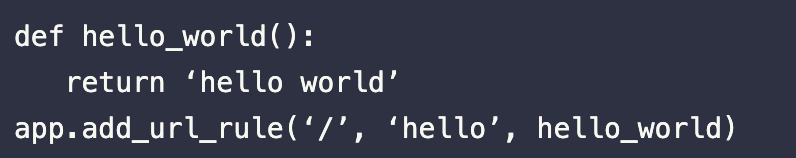 def hello_world():
   return ‘hello world’
app.add_url_rule(‘/’, ‘hello’, hello_world)